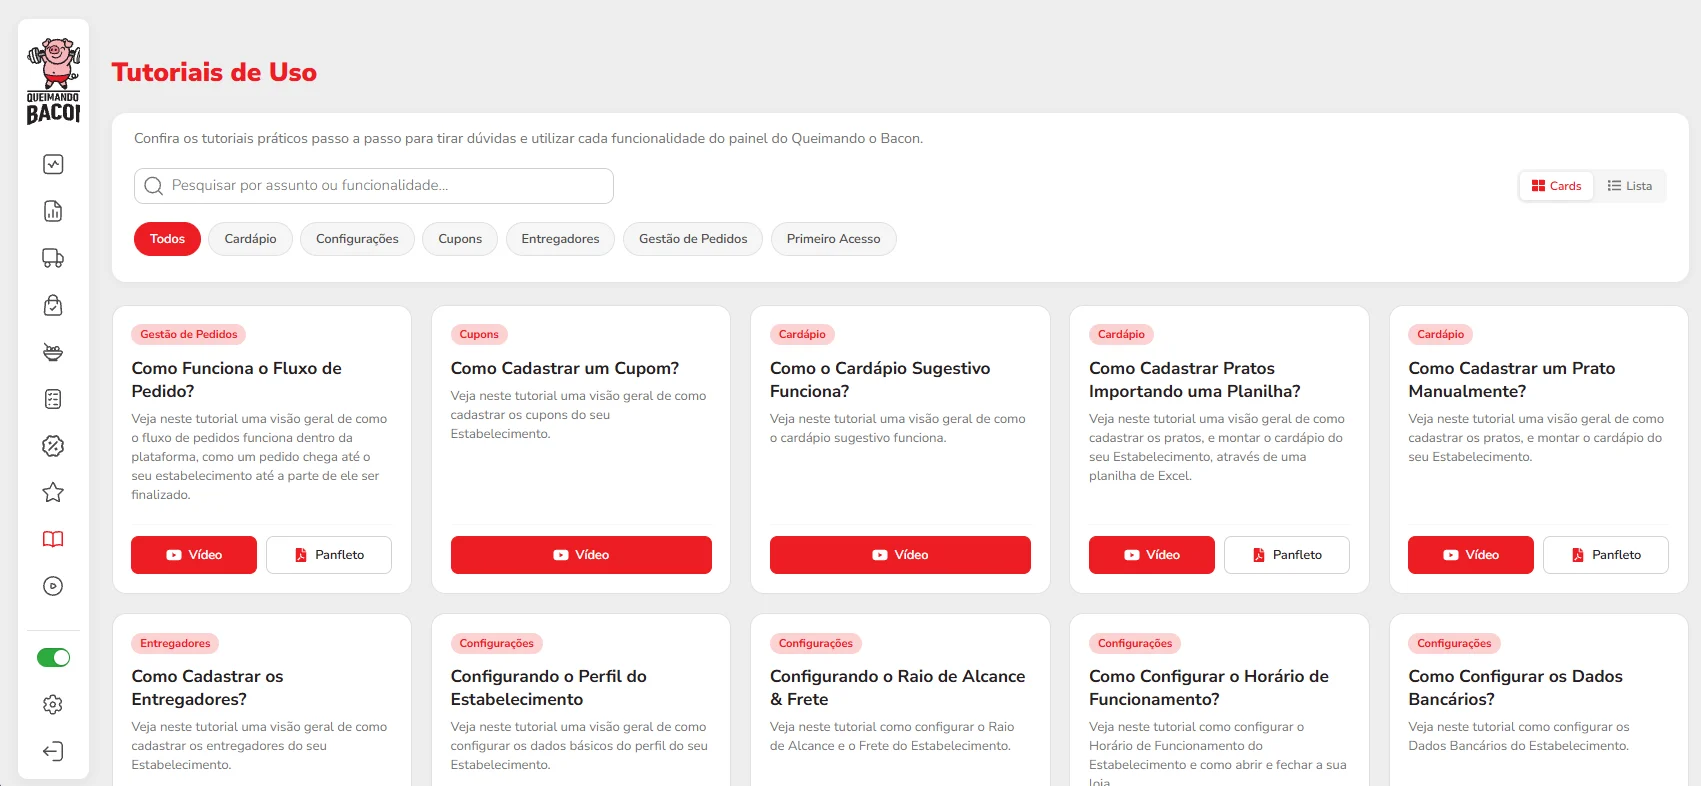 QUEIMANDO
BACON
Tutoriais de Uso
Confira os tutoriais práticos passo a passo para tirar dúvidas e utilizar cada funcionalidade do painel do Queimando o Bacon.
Pesquisar por assunto ou funcionalidade...
Cards
Lista
Todos
Cardápio
Configurações
Cupons
Entregadores
Gestão de Pedidos
Primeiro Acesso
Gestão de Pedidos
Como Funciona o Fluxo de
Pedido?
Veja neste tutorial uma visão geral de como
o fluxo de pedidos funciona dentro da
plataforma, como um pedido chega até o
seu estabelecimento até a parte de ele ser
finalizado.
Vídeo
Panfleto
Cupons
Como Cadastrar um Cupom?
Veja neste tutorial uma visão geral de como
cadastrar os cupons do seu
Estabelecimento.
Vídeo
Cardápio
Como o Cardápio Sugestivo
Funciona?
Veja neste tutorial uma visão geral de como
o cardápio sugestivo funciona.
Vídeo
Cardápio
Como Cadastrar Pratos
Importando uma Planilha?
Veja neste tutorial uma visão geral de como
cadastrar os pratos, e montar o cardápio do
seu Estabelecimento, através de uma
planilha de Excel.
Vídeo
Panfleto
Cardápio
Como Cadastrar um Prato
Manualmente?
Veja neste tutorial uma visão geral de como
cadastrar os pratos, e montar o cardápio do
seu Estabelecimento.
Vídeo
Panfleto
Entregadores
Como Cadastrar os
Entregadores?
Veja neste tutorial uma visão geral de como
cadastrar os entregadores do seu
Estabelecimento.
Configurações
Configurando o Perfil do
Estabelecimento
Veja neste tutorial uma visão geral de como
configurar os dados básicos do perfil do seu
Estabelecimento.
Configurações
Configurando o Raio de Alcance
& Frete
Veja neste tutorial como configurar o Raio
de Alcance e o Frete do Estabelecimento.
Configurações
Como Configurar o Horário de
Funcionamento?
Veja neste tutorial como configurar o
Horário de Funcionamento do
Estabelecimento e como abrir e fechar a sua
loja.
Configurações
Como Configurar os Dados
Bancários?
Veja neste tutorial como configurar os
Dados Bancários do Estabelecimento.